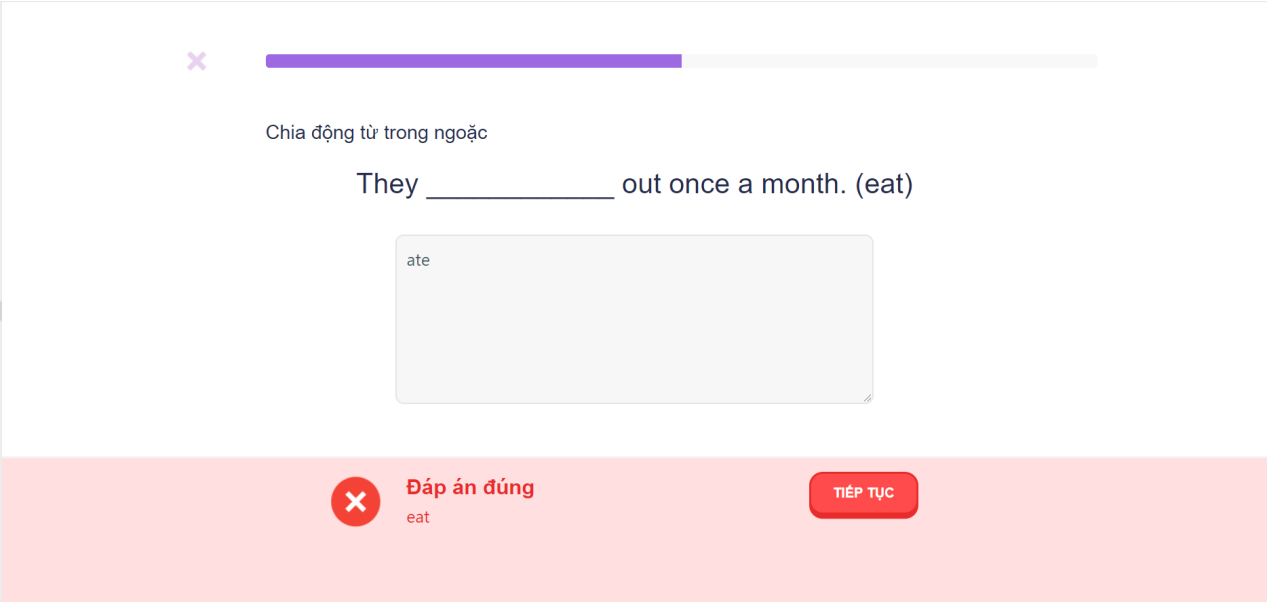 Chia động từ trong ngoặc
They ____________ out once a month. (eat)
ate
Đáp án đúng
TIẾP TỤC
eat